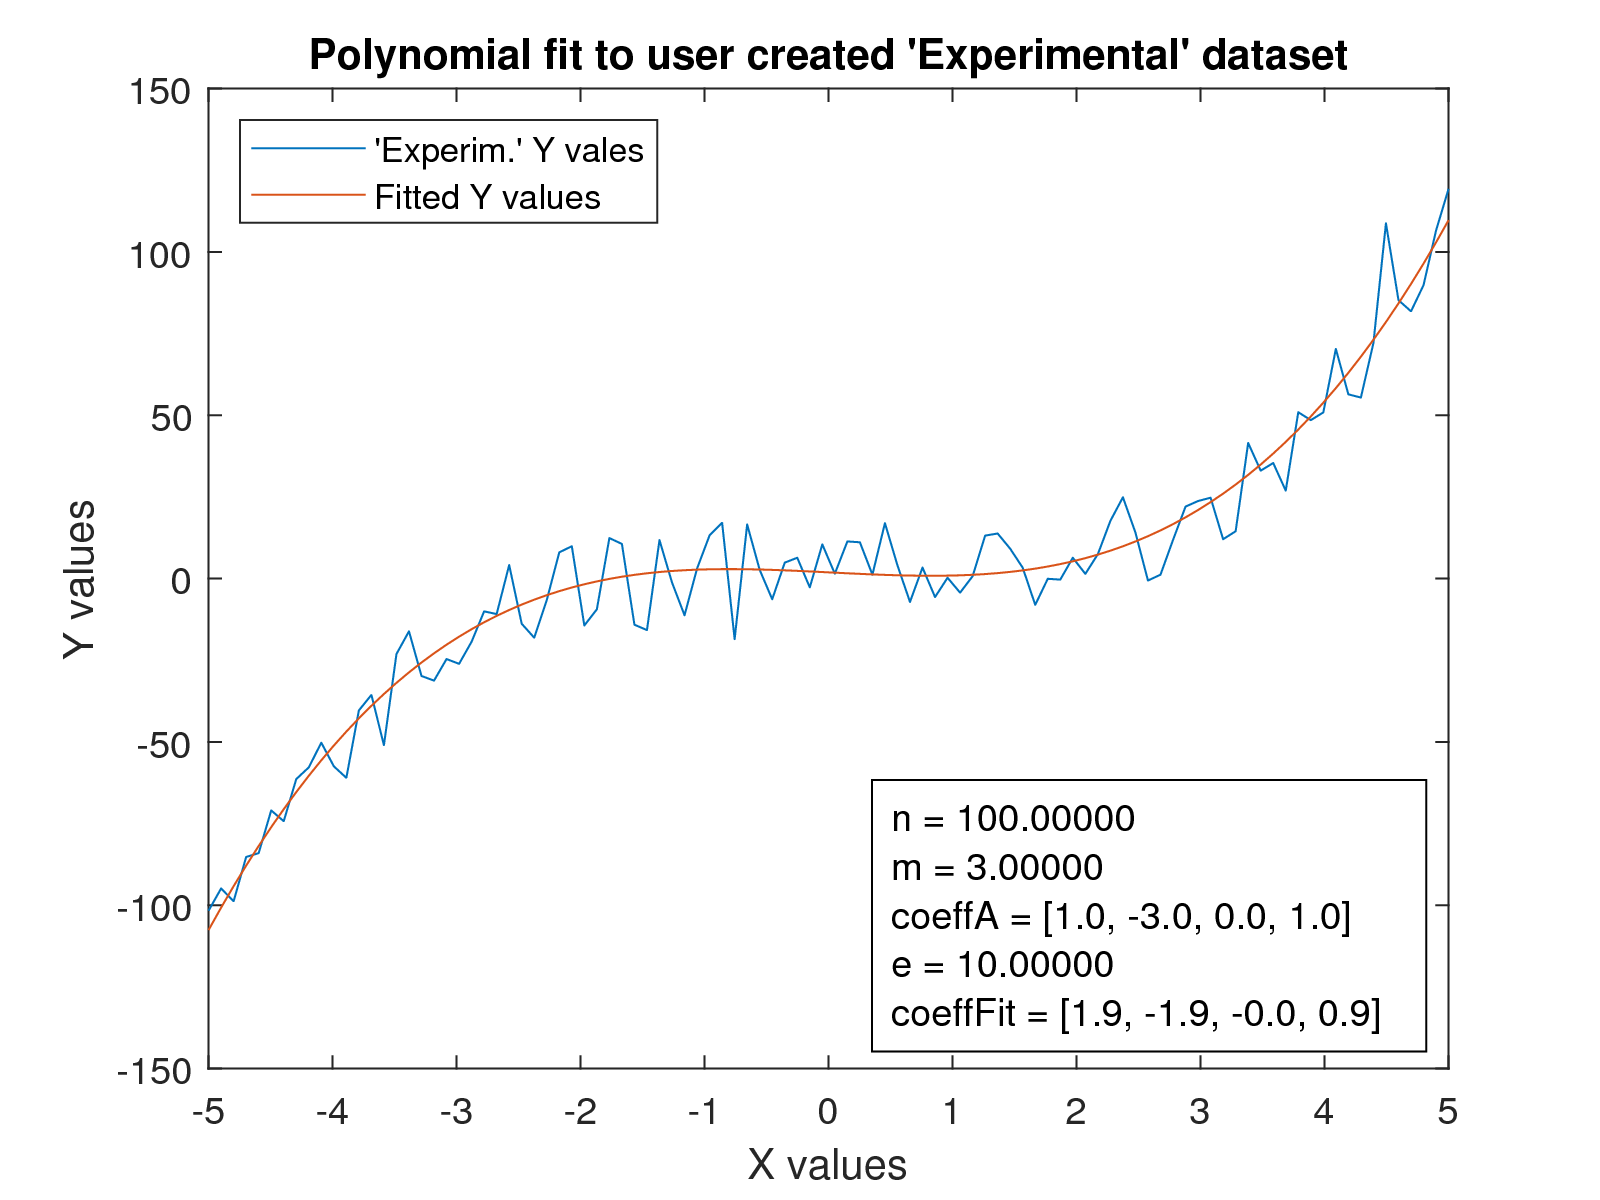 Polynomial fit to user created 'Experimental' dataset
150
100
50
0
-50
-100
-150
Y values
'Experim.' Y vales
Fitted Y values
n = 100.00000
m = 3.00000
coeffA = [1.0, -3.0, 0.0, 1.0]
e = 10.00000
coeffFit = [1.9, -1.9, -0.0, 0.9]
-5 -4 -3 -2 -1 0 1 2 3 4 5
X values